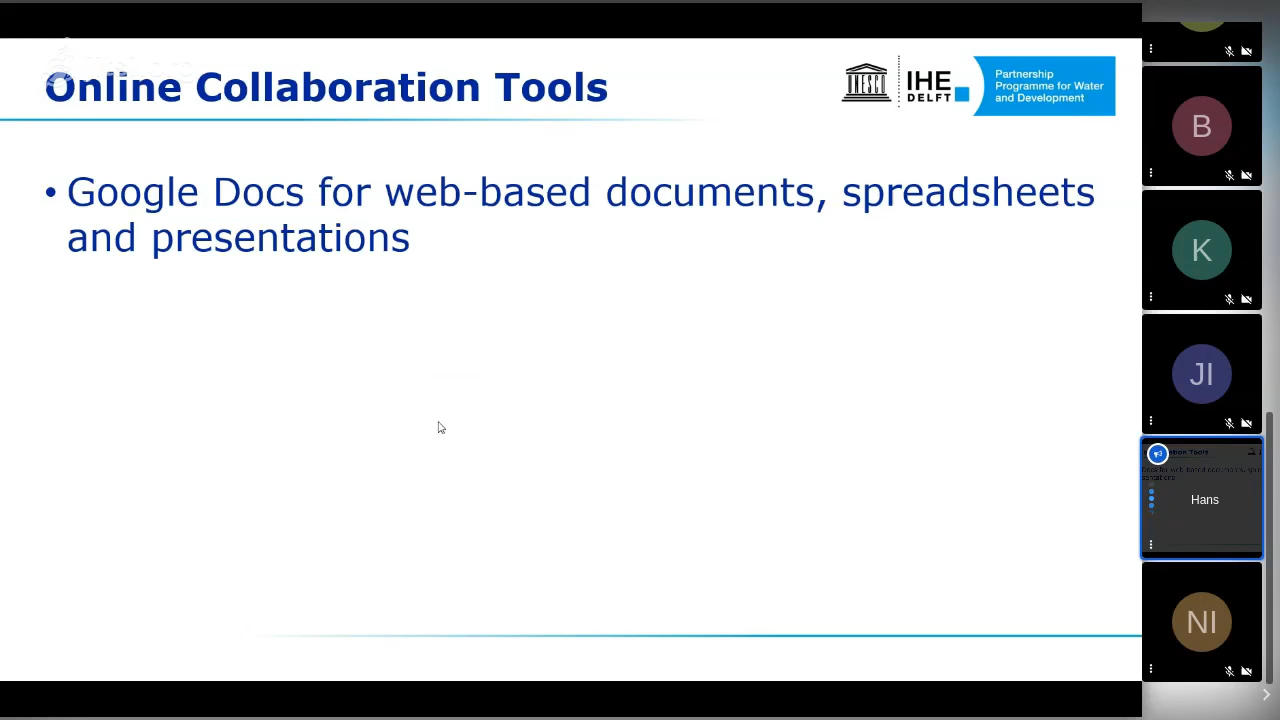 Online Collaboration Tools
UNESCO
IHE
DELFT
Partnership
Programme for Water
and Development
• Google Docs for web-based documents, spreadsheets
and presentations
B
K
JI
Hans
NI